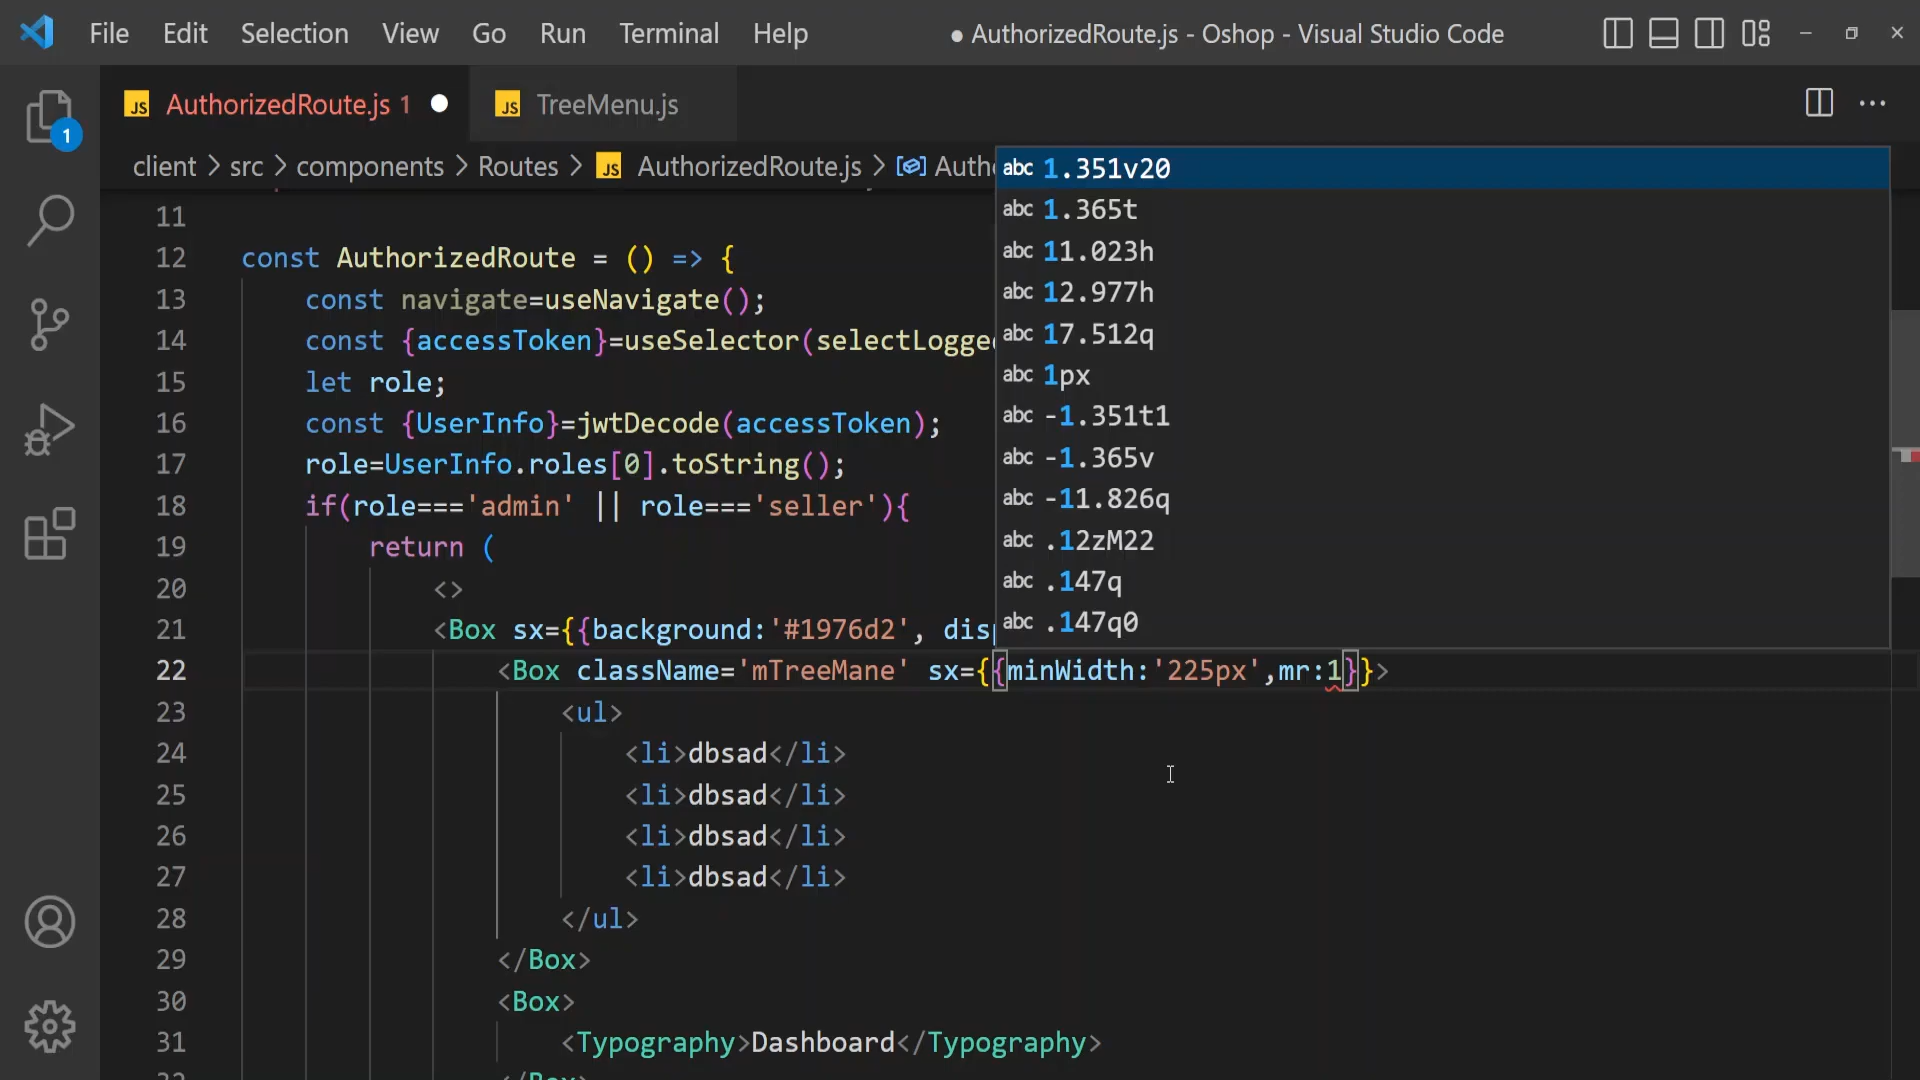 File Edit Selection View Go Run Terminal Help ● AuthorizedRoute.js - Oshop - Visual Studio Code
JS AuthorizedRoute.js 1 JS TreeMenu.js
1
client > src > components > Routes > JS AuthorizedRoute.js > Auth
abc 1.351v20
abc 1.365t
abc 11.023h
abc 12.977h
abc 17.512q
abc 1px
abc -1.351t1
abc -1.365v
abc -11.826q
abc .12zM22
abc .147q
abc .147q0
11
12 const AuthorizedRoute = () => {
13 const navigate=useNavigate();
14 const {accessToken}=useSelector(selectLogge
15 let role;
16 const {UserInfo}=jwtDecode(accessToken);
17 role=UserInfo.roles[0].toString();
18 if(role==='admin' || role==='seller'){
19 return (
20 <>
21 <Box sx={{background:'#1976d2', dis
22 <Box className='mTreeMane' sx={{minWidth:'225px',mr:1}}>
23 <ul>
24 <li>dbsad</li>
25 <li>dbsad</li>
26 <li>dbsad</li>
27 <li>dbsad</li>
28 </ul>
29 </Box>
30 <Box>
31 <Typography>Dashboard</Typography>